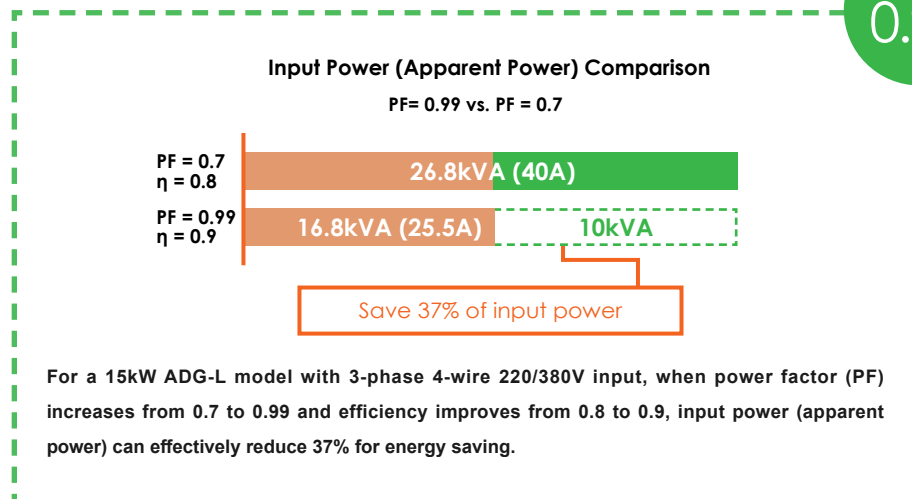 0.
Input Power (Apparent Power) Comparison
PF= 0.99 vs. PF = 0.7
PF = 0.7
η = 0.8
26.8kVA (40A)
PF = 0.99
η = 0.9
16.8kVA (25.5A)
10kVA
Save 37% of input power
For a 15kW ADG-L model with 3-phase 4-wire 220/380V input, when power factor (PF)
increases from 0.7 to 0.99 and efficiency improves from 0.8 to 0.9, input power (apparent
power) can effectively reduce 37% for energy saving.